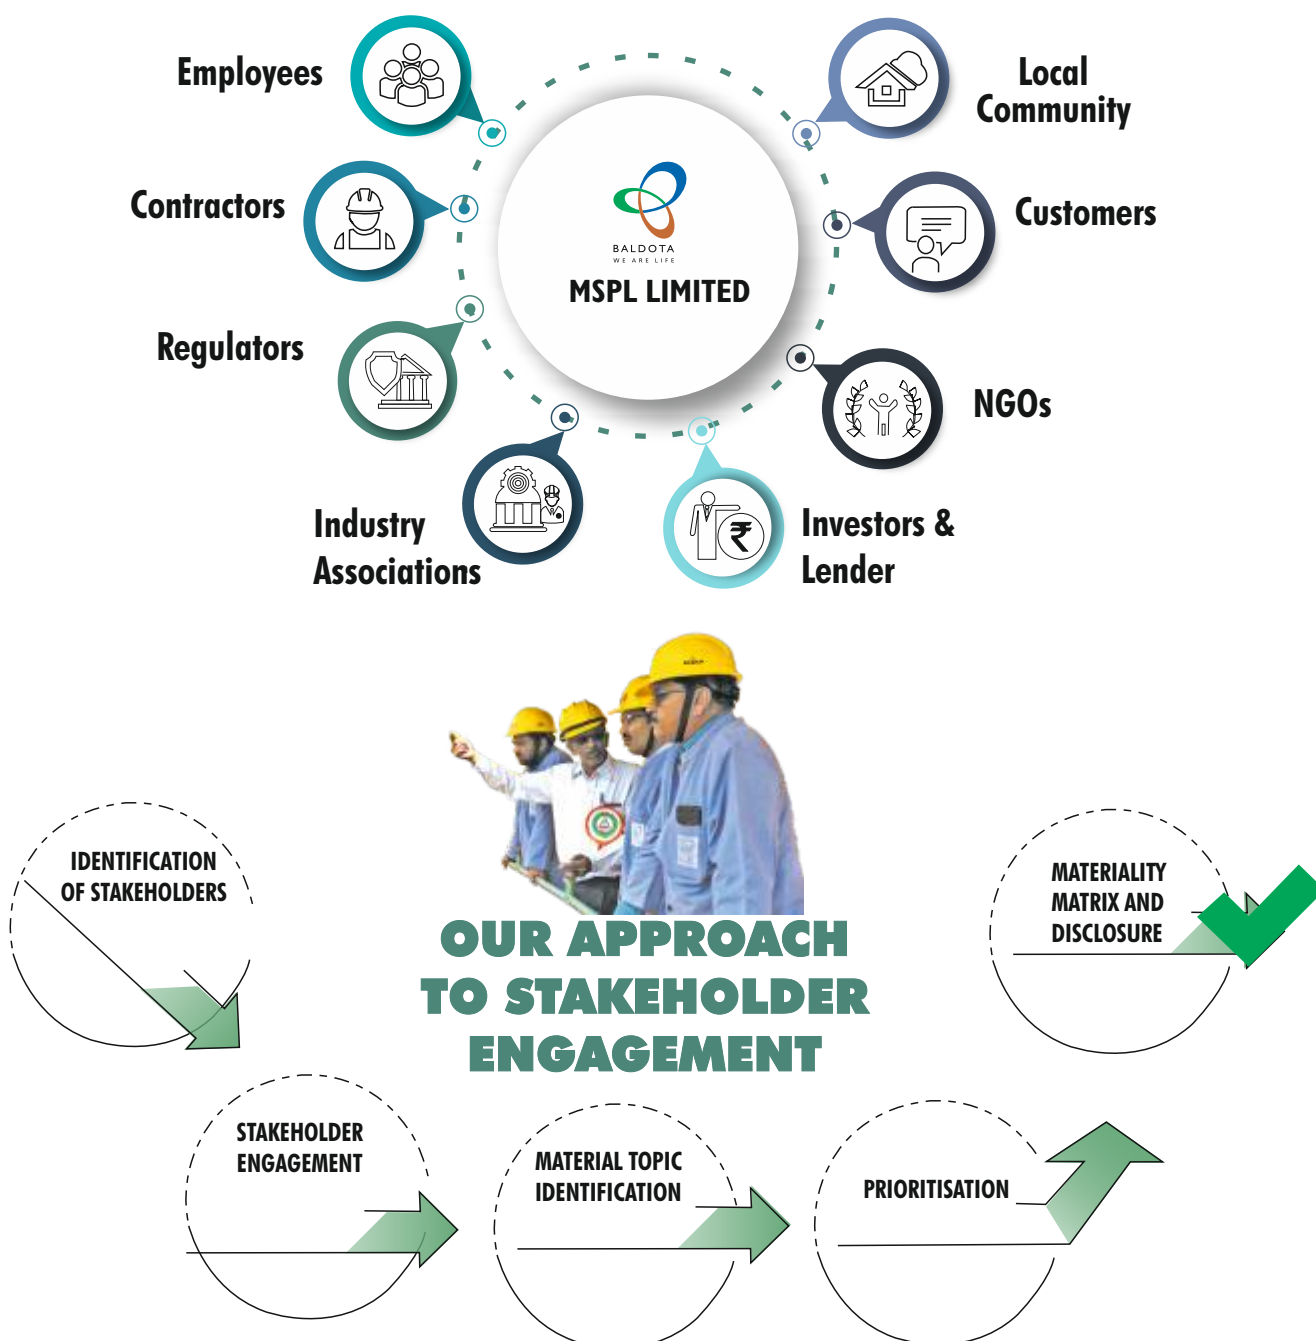 Employees
Local
Community
Contractors
Customers
BALDOTA
WE ARE LIFE
MSPL LIMITED
Regulators
NGOs
Industry
Associations
Investors &
Lender
₹
IDENTIFICATION
OF STAKEHOLDERS
OUR APPROACH
TO STAKEHOLDER
ENGAGEMENT
MATERIALITY
MATRIX AND
DISCLOSURE
STAKEHOLDER
ENGAGEMENT
MATERIAL TOPIC
IDENTIFICATION
PRIORITISATION